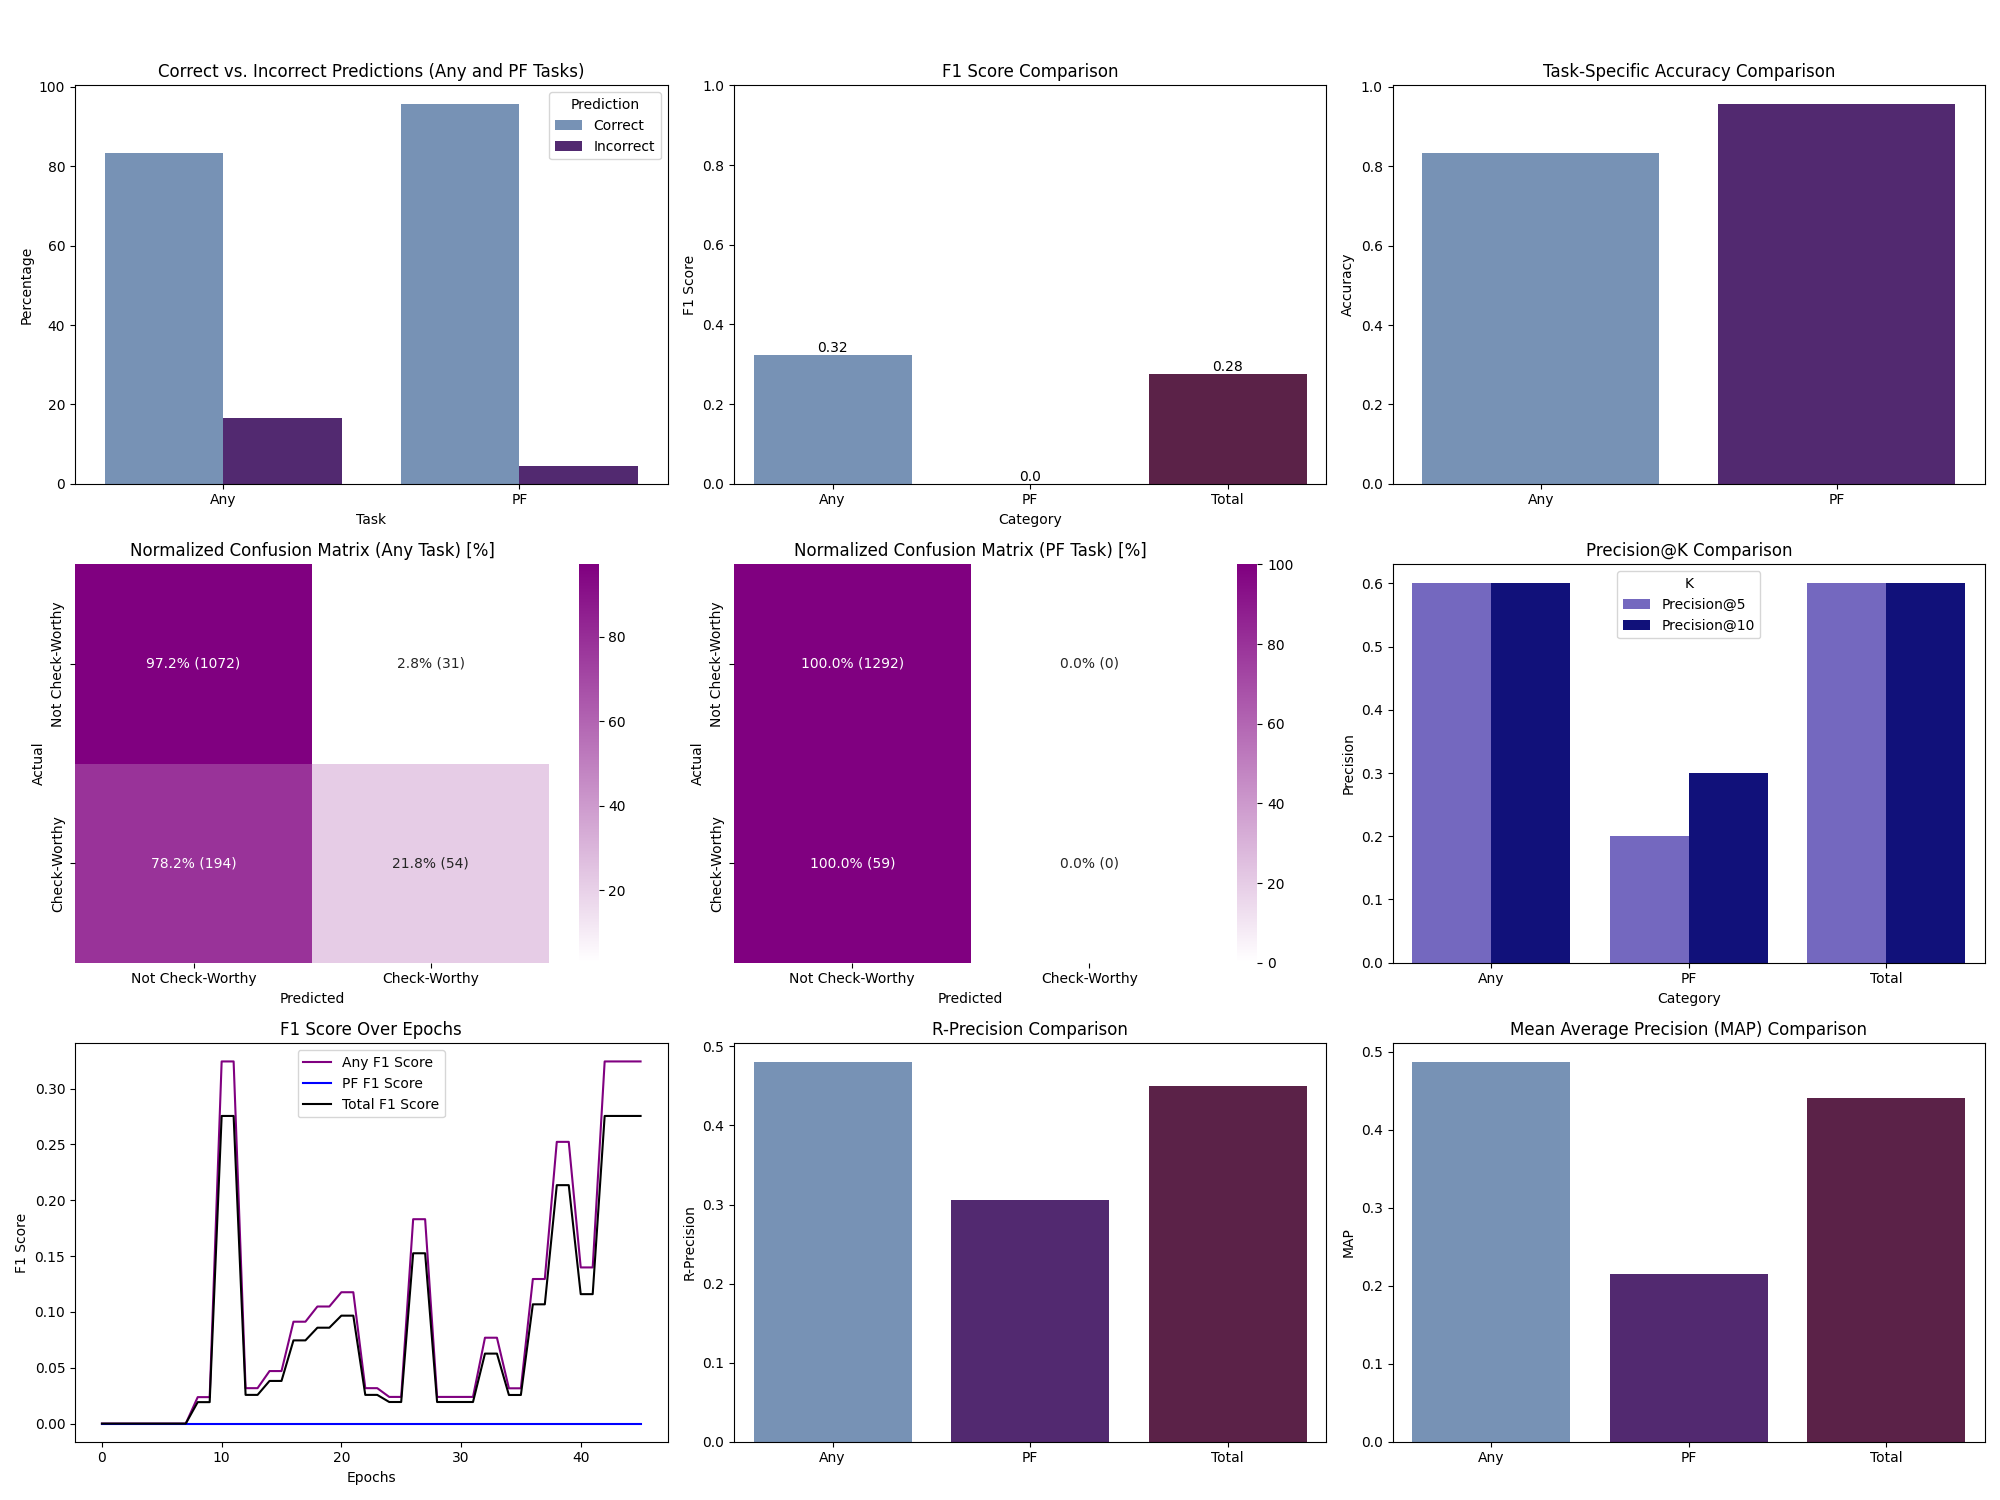 Correct vs. Incorrect Predictions (Any and PF Tasks)
Percentage
100
80
60
40
20
0
Prediction
Correct
Incorrect
Any
PF
Task
F1 Score Comparison
F1 Score
1.0
0.8
0.6
0.4
0.2
0.0
0.32
0.0
0.28
Any
PF
Total
Category
Task-Specific Accuracy Comparison
Accuracy
1.0
0.8
0.6
0.4
0.2
0.0
Any
PF
Normalized Confusion Matrix (Any Task) [%]
Actual
Not Check-Worthy
Check-Worthy
97.2% (1072)
2.8% (31)
78.2% (194)
21.8% (54)
Not Check-Worthy
Check-Worthy
Predicted
80
60
40
20
Normalized Confusion Matrix (PF Task) [%]
Actual
Not Check-Worthy
Check-Worthy
100.0% (1292)
0.0% (0)
100.0% (59)
0.0% (0)
Not Check-Worthy
Check-Worthy
Predicted
100
80
60
40
20
0
Precision@K Comparison
Precision
0.6
0.5
0.4
0.3
0.2
0.1
0.0
K
Precision@5
Precision@10
Any
PF
Total
Category
F1 Score Over Epochs
F1 Score
0.30
0.25
0.20
0.15
0.10
0.05
0.00
Any F1 Score
PF F1 Score
Total F1 Score
0
10
20
30
40
Epochs
R-Precision Comparison
R-Precision
0.5
0.4
0.3
0.2
0.1
0.0
Any
PF
Total
Mean Average Precision (MAP) Comparison
MAP
0.5
0.4
0.3
0.2
0.1
0.0
Any
PF
Total